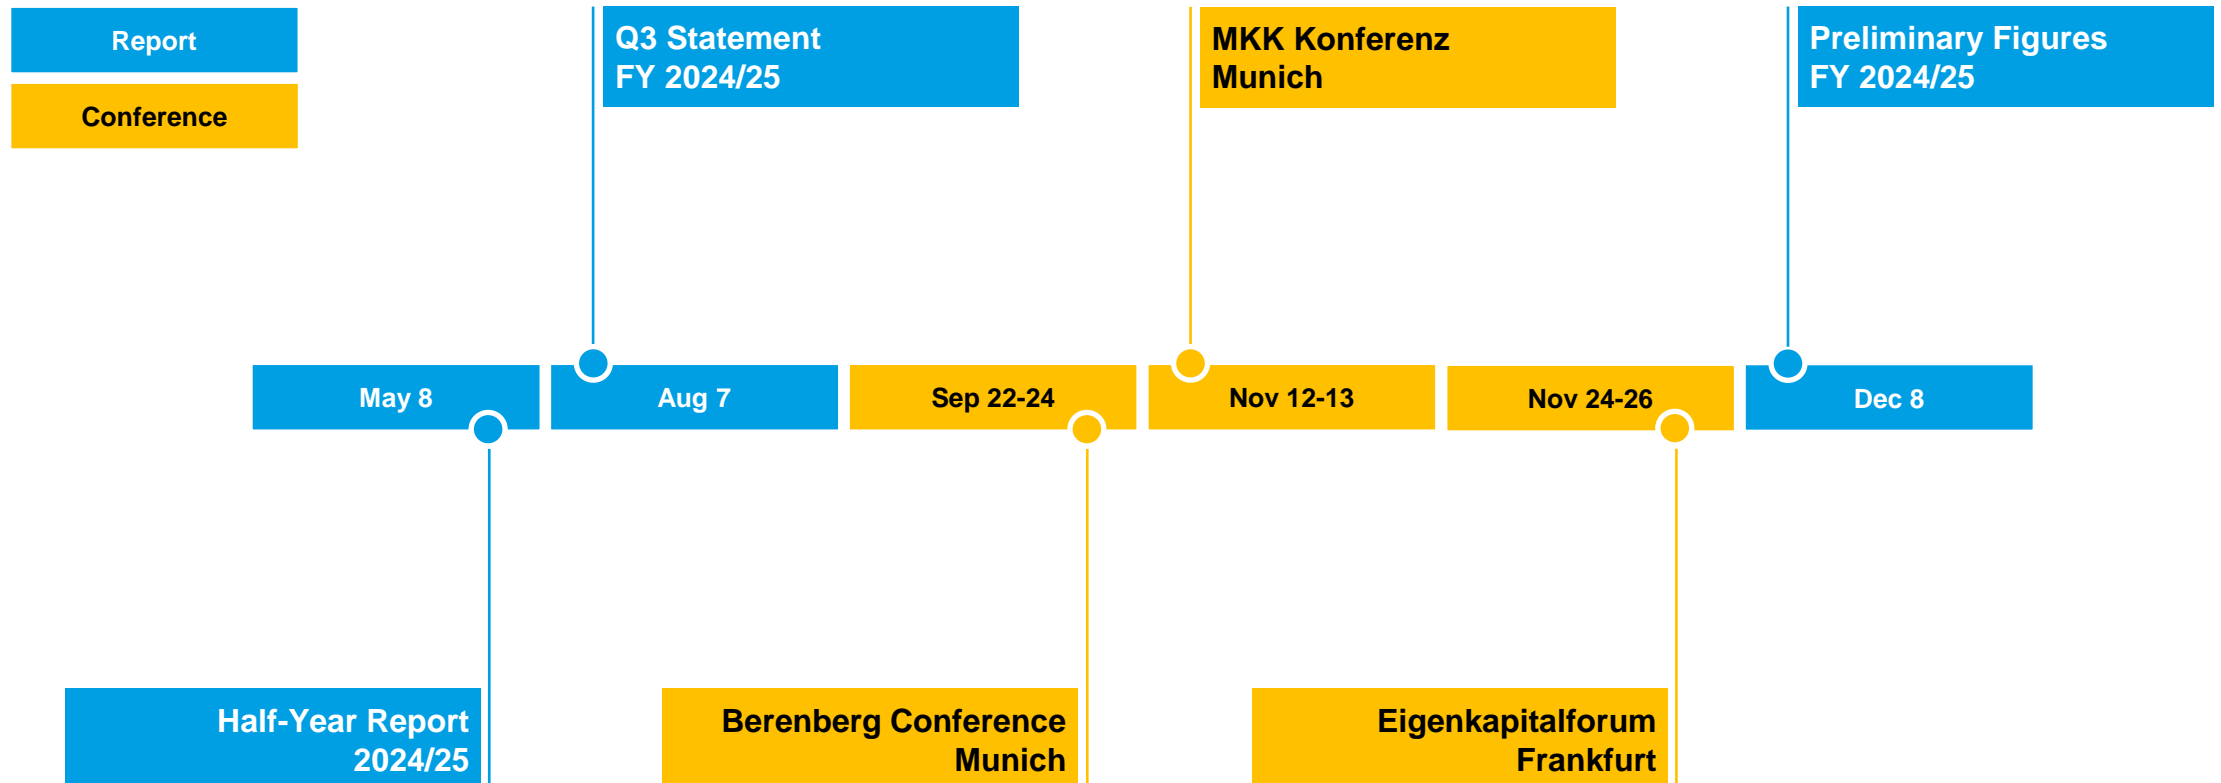 Report
Conference
Q3 Statement
FY 2024/25
MKK Konferenz
Munich
Preliminary Figures
FY 2024/25
May 8
Aug 7
Sep 22-24
Nov 12-13
Nov 24-26
Dec 8
Half-Year Report
2024/25
Berenberg Conference
Munich
Eigenkapitalforum
Frankfurt